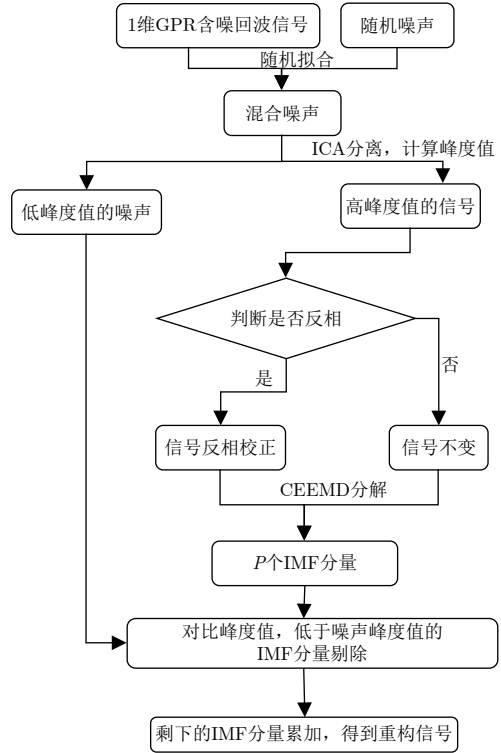 1维GPR含噪回波信号
随机噪声
随机拟合
混合噪声
ICA分离，计算峰度值
低峰度值的噪声
高峰度值的信号
判断是否反相
是
否
信号反相校正
信号不变
CEEMD分解
P个IMF分量
对比峰度值，低于噪声峰度值的
IMF分量剔除
剩下的IMF分量累加，得到重构信号